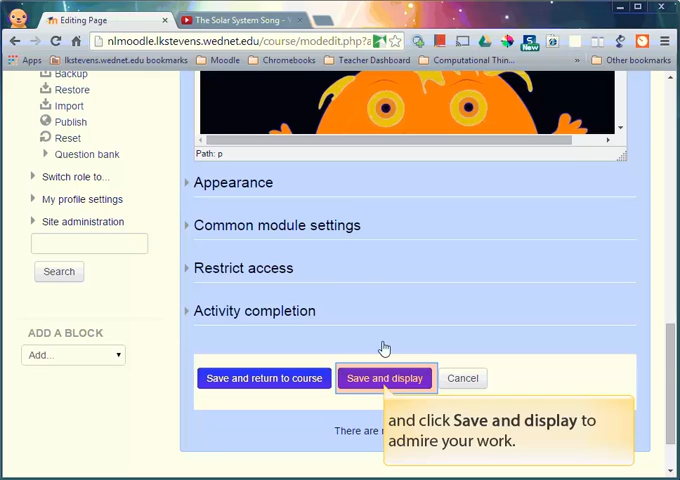 Editing Page
The Solar System Song -
nlmoodle.lkstevens.wednet.edu/course/modedit.php?a
Apps
lkstevens.wednet.edu bookmarks
Moodle
Chromebooks
Teacher Dashboard
Computational Thin...
»
Other bookmarks
New
Backup
Restore
Import
Publish
Reset
Question bank
Switch role to...
My profile settings
Site administration
Search
ADD A BLOCK
Add...
Path: p
Appearance
Common module settings
Restrict access
Activity completion
Save and return to course
Save and display
Cancel
There are
and click Save and display to
admire your work.